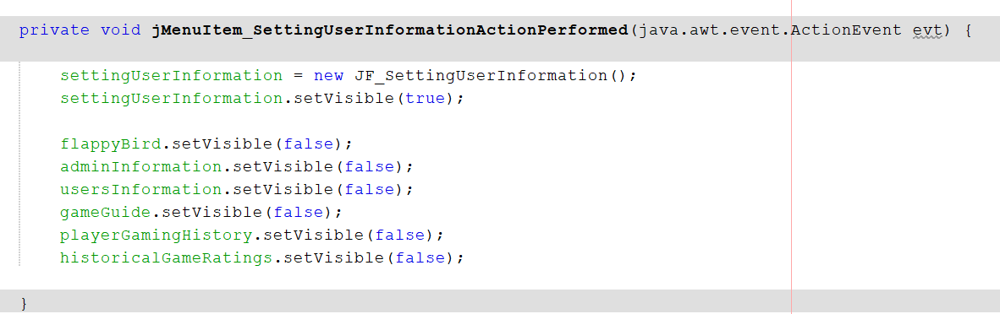 private void jMenuItem_SettingUserInformationActionPerformed(java.awt.event.ActionEvent evt) {
settingUserInformation = new JF_SettingUserInformation();
settingUserInformation.setVisible(true);
flappyBird.setVisible(false);
adminInformation.setVisible(false);
usersInformation.setVisible(false);
gameGuide.setVisible(false);
playerGamingHistory.setVisible(false);
historicalGameRatings.setVisible(false);
}